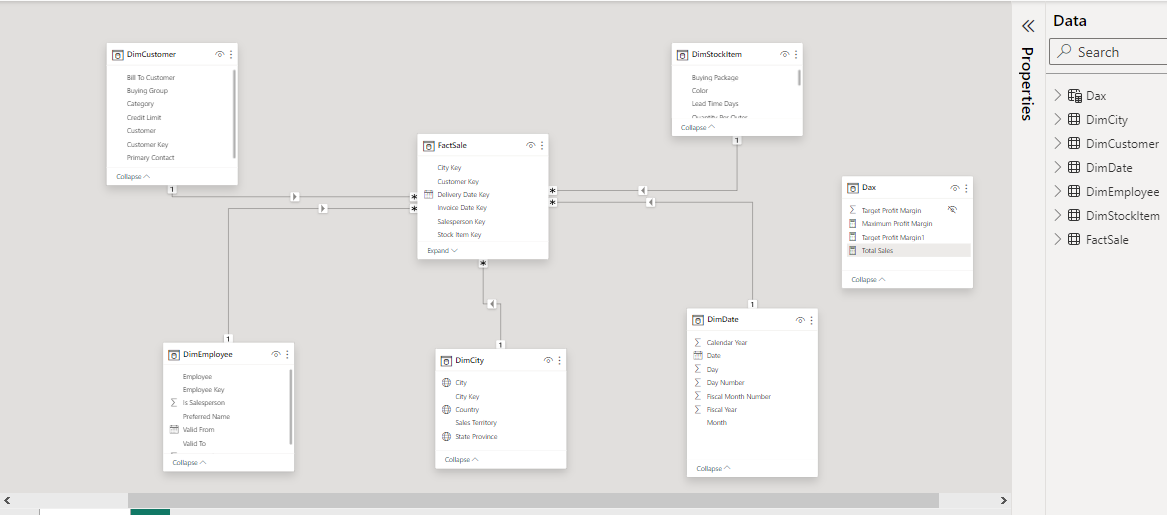 DimCustomer
Bill To Customer
Buying Group
Category
Credit Limit
Customer
Customer Key
Primary Contact
Collapse
1
DimStockItem
Buying Package
Color
Lead Time Days
Quantity Per Outer
Collapse
1
FactSale
City Key
Customer Key
Delivery Date Key
Invoice Date Key
Salesperson Key
Stock Item Key
Expand
*
*
*
*
*
Dax
Target Profit Margin
Maximum Profit Margin
Target Profit Margin1
Total Sales
Collapse
1
DimEmployee
Employee
Employee Key
Is Salesperson
Preferred Name
Valid From
Valid To
Collapse
1
DimCity
City
City Key
Country
Sales Territory
State Province
Collapse
1
DimDate
Calendar Year
Date
Day
Day Number
Fiscal Month Number
Fiscal Year
Month
Collapse
Properties
Data
Search
Dax
DimCity
DimCustomer
DimDate
DimEmployee
DimStockItem
FactSale